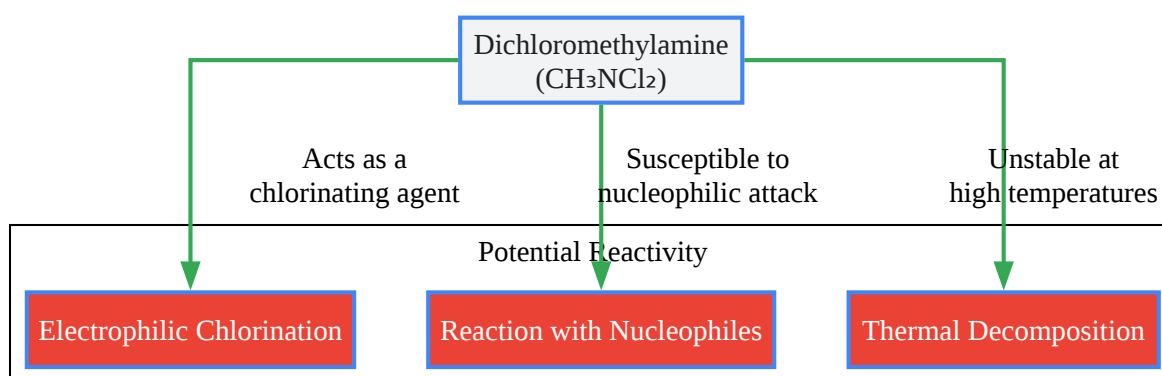 Dichloromethylamine
(CH₃NCl₂)
Acts as a
chlorinating agent
Susceptible to
nucleophilic attack
Unstable at
high temperatures
Potential Reactivity
Electrophilic Chlorination
Reaction with Nucleophiles
Thermal Decomposition